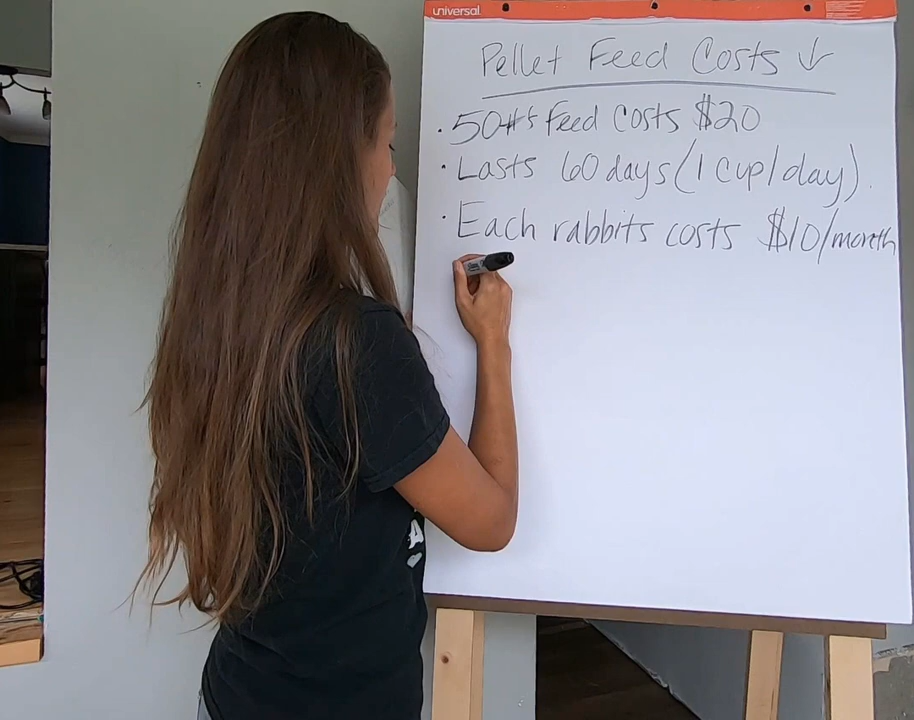 universal
Pellet Feed Costs ↓
• 50#'s feed costs $20
• Lasts 60 days (1 cup/day).
• Each rabbits costs $10/month